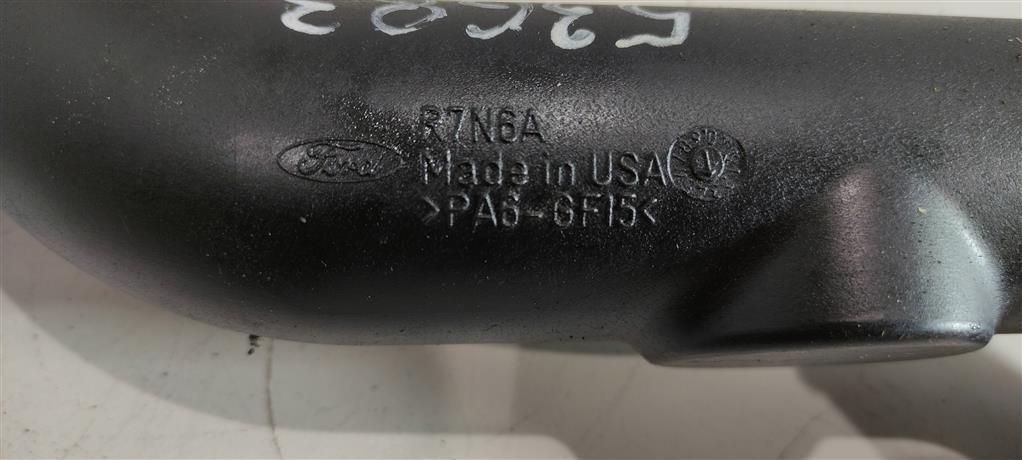 R7N6A
Ford Made in USA
>PA6-GF15<